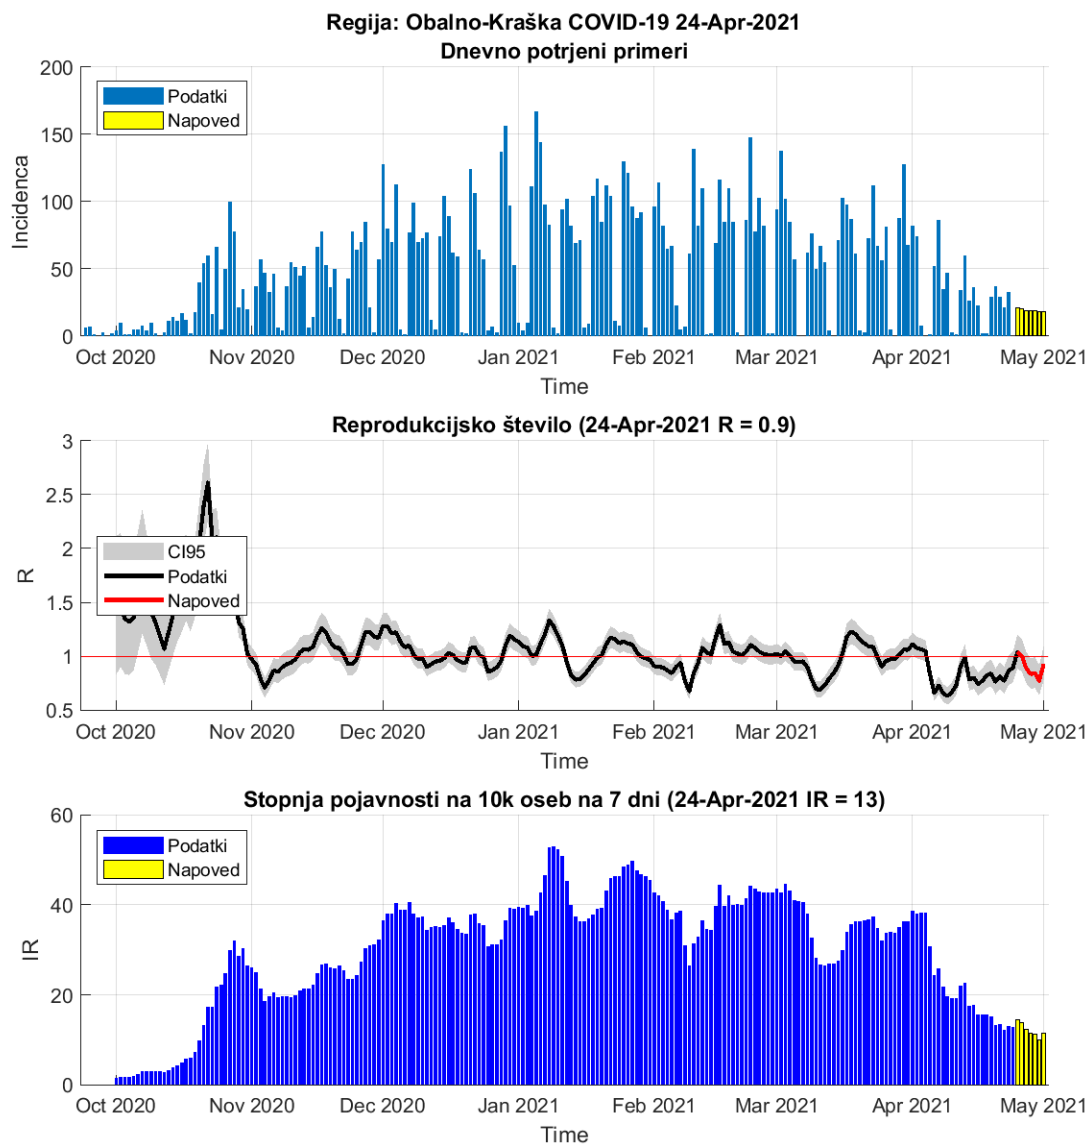 Regija: Obalno-Kraška COVID-19 24-Apr-2021
Dnevno potrjeni primeri
200
150
100
50
0
Incidenca
Podatki
Napoved
Oct 2020 Nov 2020 Dec 2020 Jan 2021 Feb 2021 Mar 2021 Apr 2021 May 2021
Time
Reprodukcijsko število (24-Apr-2021 R = 0.9)
3
2.5
2
1.5
1
0.5
R
CI95
Podatki
Napoved
Oct 2020 Nov 2020 Dec 2020 Jan 2021 Feb 2021 Mar 2021 Apr 2021 May 2021
Time
Stopnja pojavnosti na 10k oseb na 7 dni (24-Apr-2021 IR = 13)
60
40
20
0
IR
Podatki
Napoved
Oct 2020 Nov 2020 Dec 2020 Jan 2021 Feb 2021 Mar 2021 Apr 2021 May 2021
Time